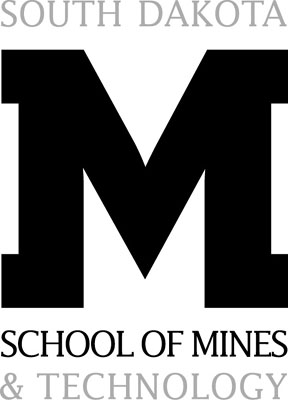 SOUTH DAKOTA
M
SCHOOL OF MINES
& TECHNOLOGY